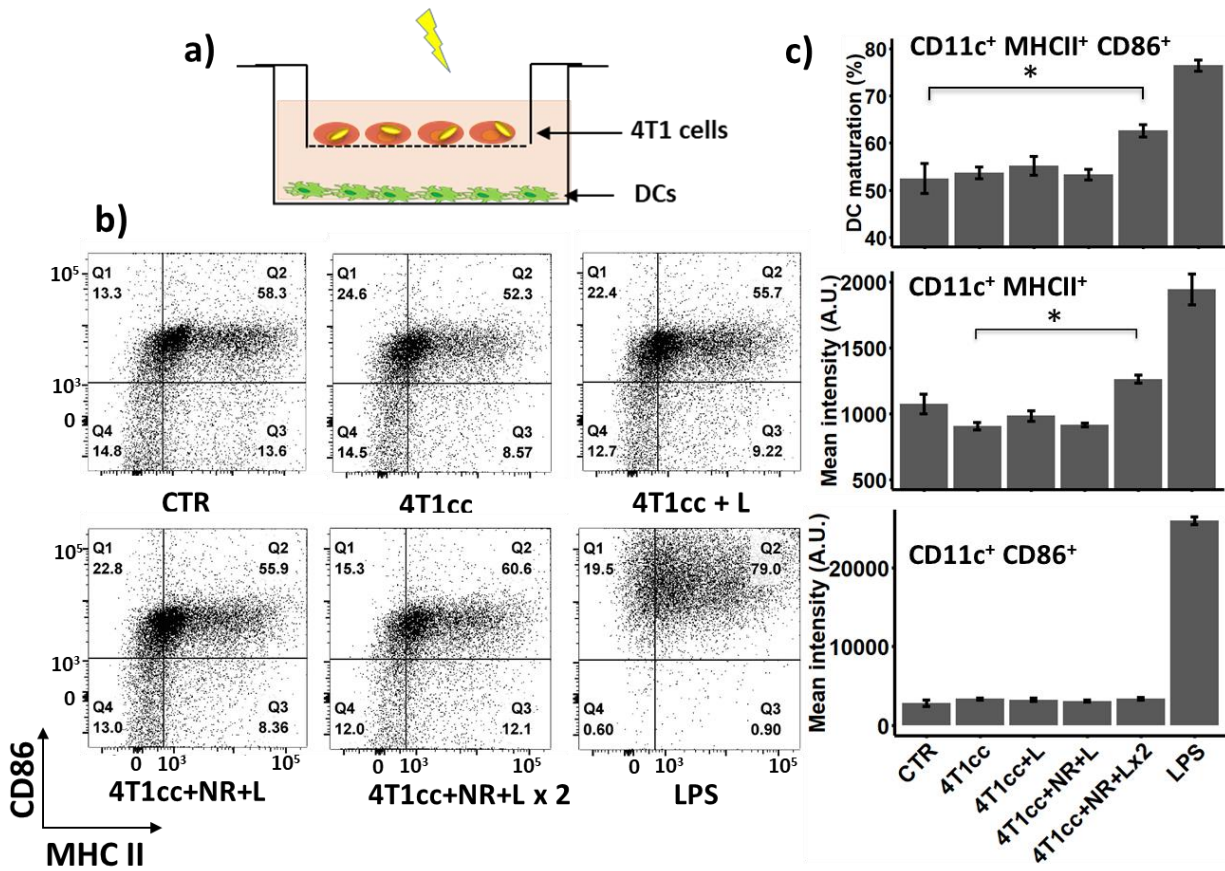 a)
4T1 cells
DCs
b)
10⁵
10³
0
Q1
13.3
Q2
58.3
Q4
14.8
Q3
13.6
CTR
Q1
24.6
Q2
52.3
Q4
14.5
Q3
8.57
4T1cc
Q1
22.4
Q2
55.7
Q4
12.7
Q3
9.22
4T1cc + L
10⁵
10³
0
Q1
22.8
Q2
55.9
Q4
13.0
Q3
8.36
0 10³ 10⁵
4T1cc+NR+L
Q1
15.3
Q2
60.6
Q4
12.0
Q3
12.1
0 10³ 10⁵
4T1cc+NR+L x 2
Q1
19.5
Q2
79.0
Q4
0.60
Q3
0.90
0 10³ 10⁵
LPS
CD86
MHC II
c)
CD11c⁺ MHCII⁺ CD86⁺
*
DC maturation (%)
80
70
60
50
40
CD11c⁺ MHCII⁺
*
Mean intensity (A.U.)
2000
1500
1000
500
CD11c⁺ CD86⁺
Mean intensity (A.U.)
20000
10000
0
CTR
4T1cc
4T1cc+L
4T1cc+NR+L
4T1cc+NR+Lx2
LPS